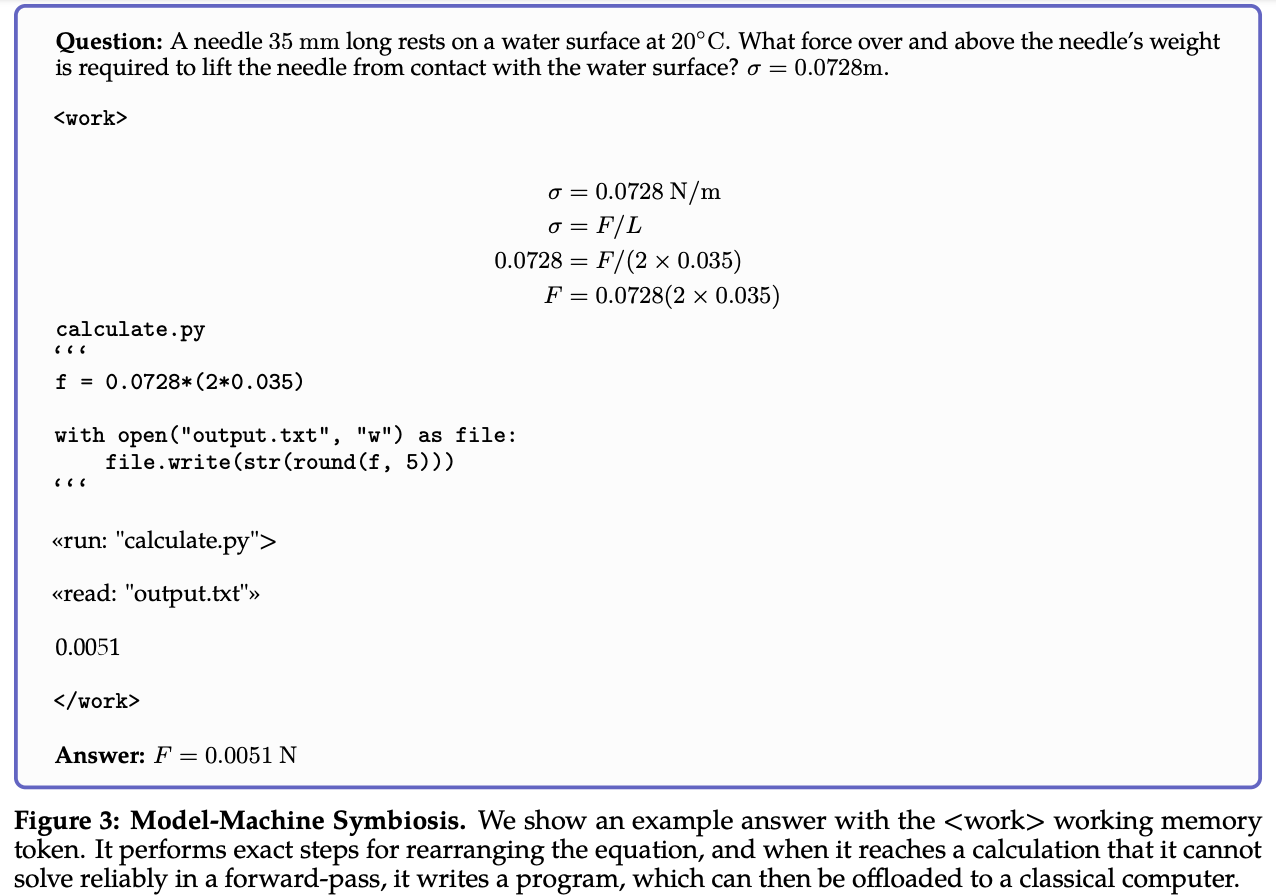 Question: A needle 35 mm long rests on a water surface at 20°C. What force over and above the needle's weight
is required to lift the needle from contact with the water surface? σ = 0.0728m.
<work>
σ = 0.0728 N/m
σ = F/L
0.0728 = F/(2 × 0.035)
F = 0.0728(2 × 0.035)
calculate.py
‘‘‘
f = 0.0728*(2*0.035)
with open("output.txt", "w") as file:
    file.write(str(round(f, 5)))
‘‘‘
«run: "calculate.py">
«read: "output.txt"»
0.0051
</work>
Answer: F = 0.0051 N
Figure 3: Model-Machine Symbiosis. We show an example answer with the <work> working memory
token. It performs exact steps for rearranging the equation, and when it reaches a calculation that it cannot
solve reliably in a forward-pass, it writes a program, which can then be offloaded to a classical computer.